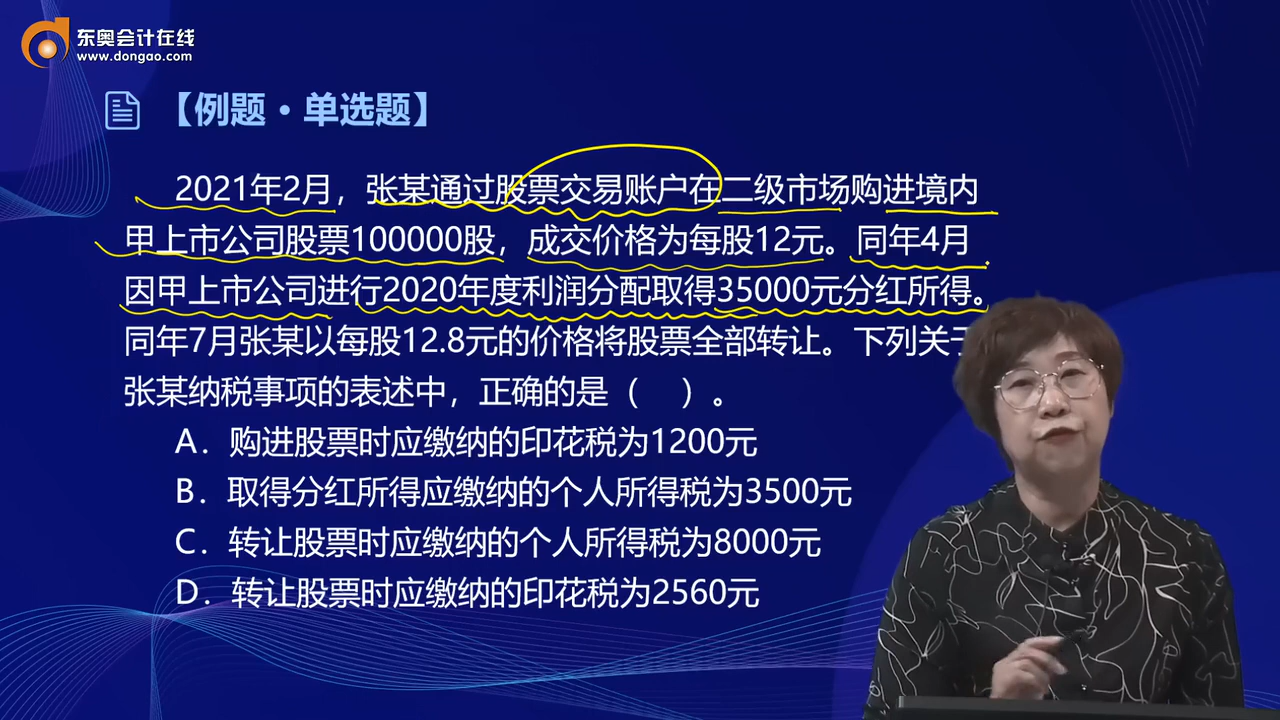 东奥会计在线
www.dongao.com
【例题·单选题】
2021年2月，张某通过股票交易账户在二级市场购进境内
甲上市公司股票100000股，成交价格为每股12元。同年4月
因甲上市公司进行2020年度利润分配取得35000元分红所得。
同年7月张某以每股12.8元的价格将股票全部转让。下列关于
张某纳税事项的表述中，正确的是（　）。
A．购进股票时应缴纳的印花税为1200元
B．取得分红所得应缴纳的个人所得税为3500元
C．转让股票时应缴纳的个人所得税为8000元
D．转让股票时应缴纳的印花税为2560元